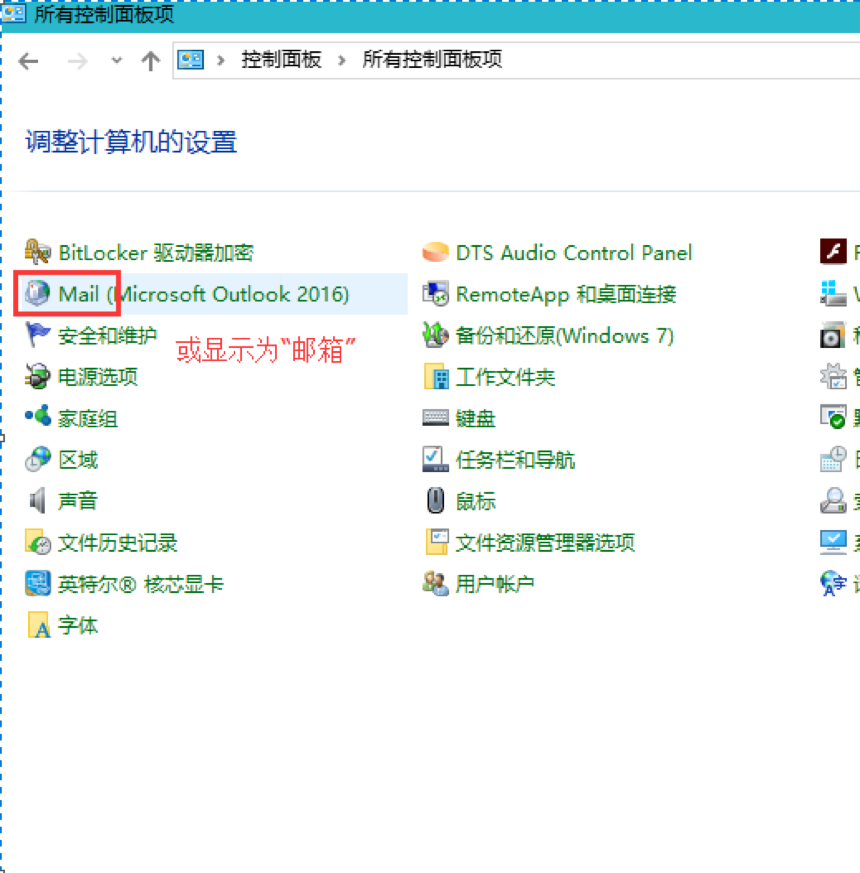 所有控制面板项
控制面板 › 所有控制面板项
调整计算机的设置
BitLocker 驱动器加密
Mail (Microsoft Outlook 2016)
安全和维护
或显示为“邮箱”
电源选项
家庭组
区域
声音
文件历史记录
英特尔® 核芯显卡
字体
DTS Audio Control Panel
RemoteApp 和桌面连接
备份和还原(Windows 7)
工作文件夹
键盘
任务栏和导航
鼠标
文件资源管理器选项
用户帐户